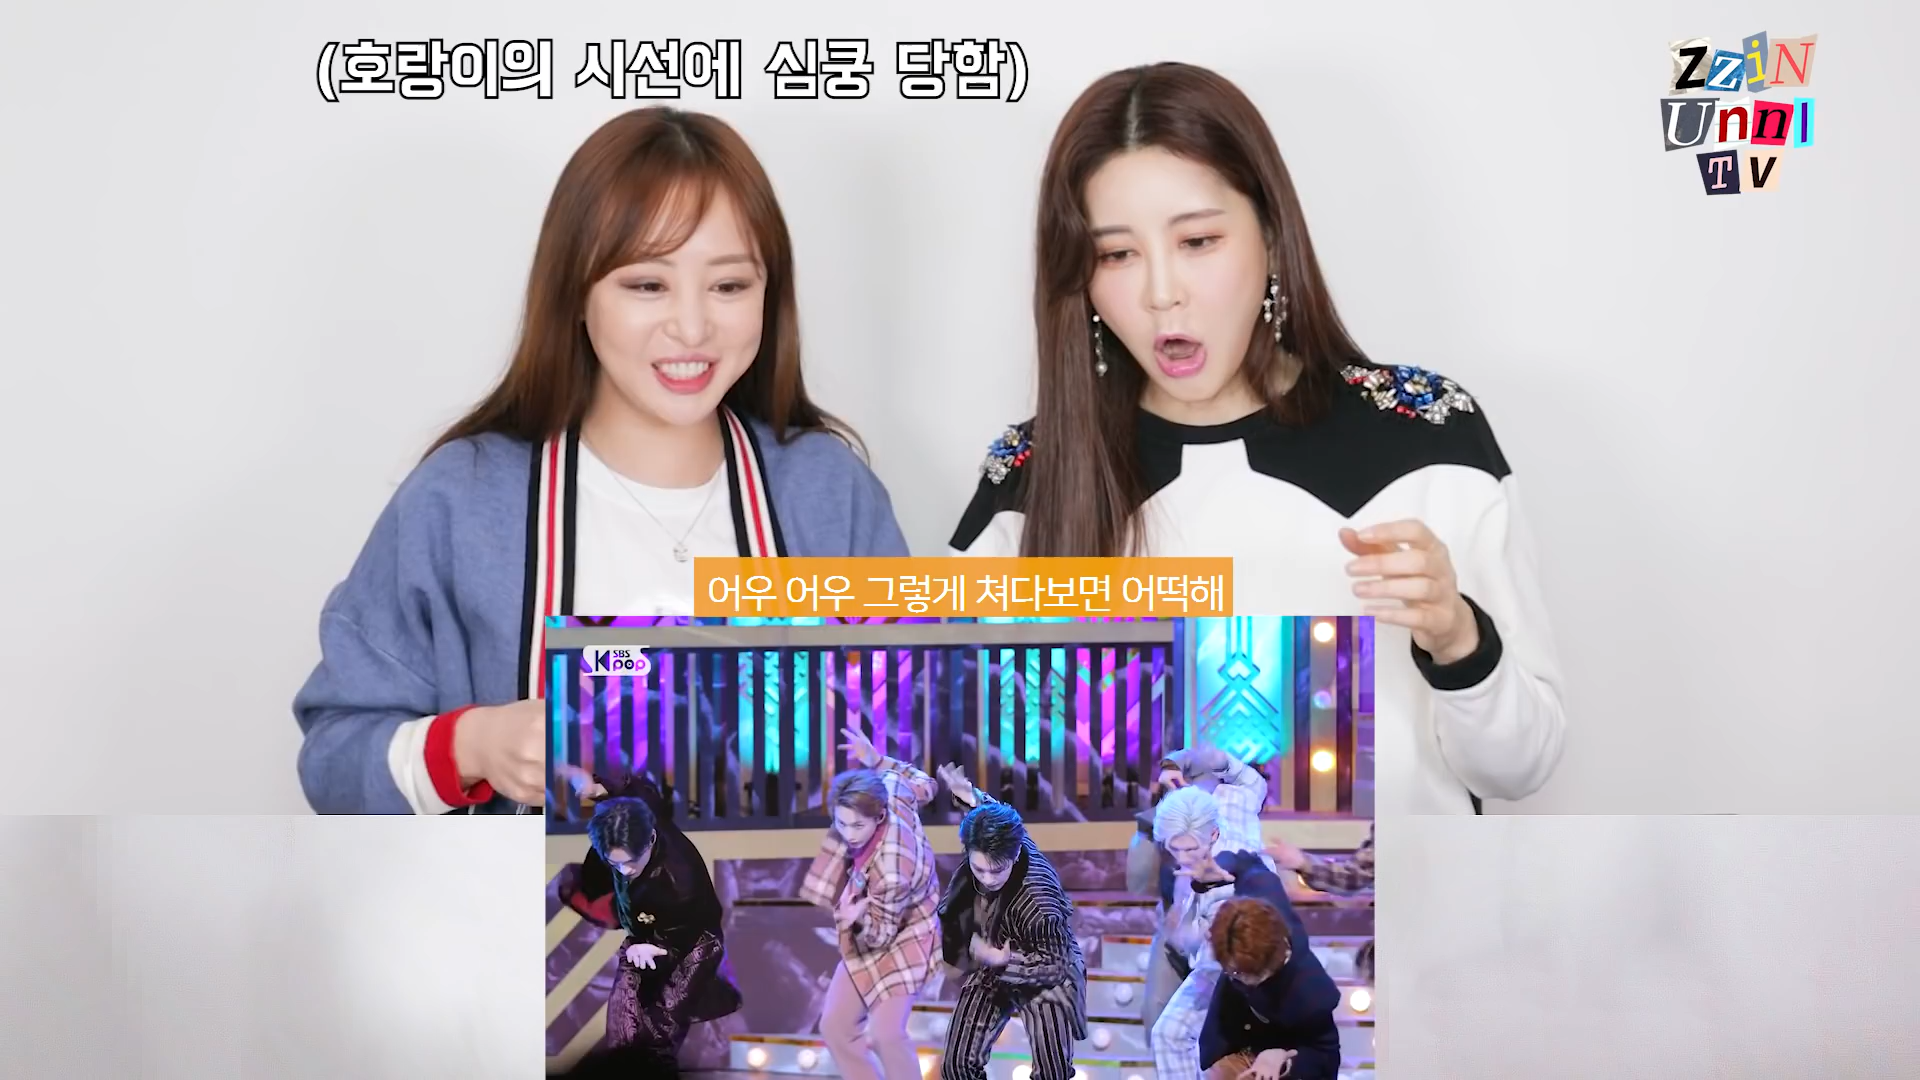 (호랑이의 시선에 심쿵 당함)
ZziN
UnnI
TV
어우 어우 그렇게 쳐다보면 어떡해
SBS
Kpop